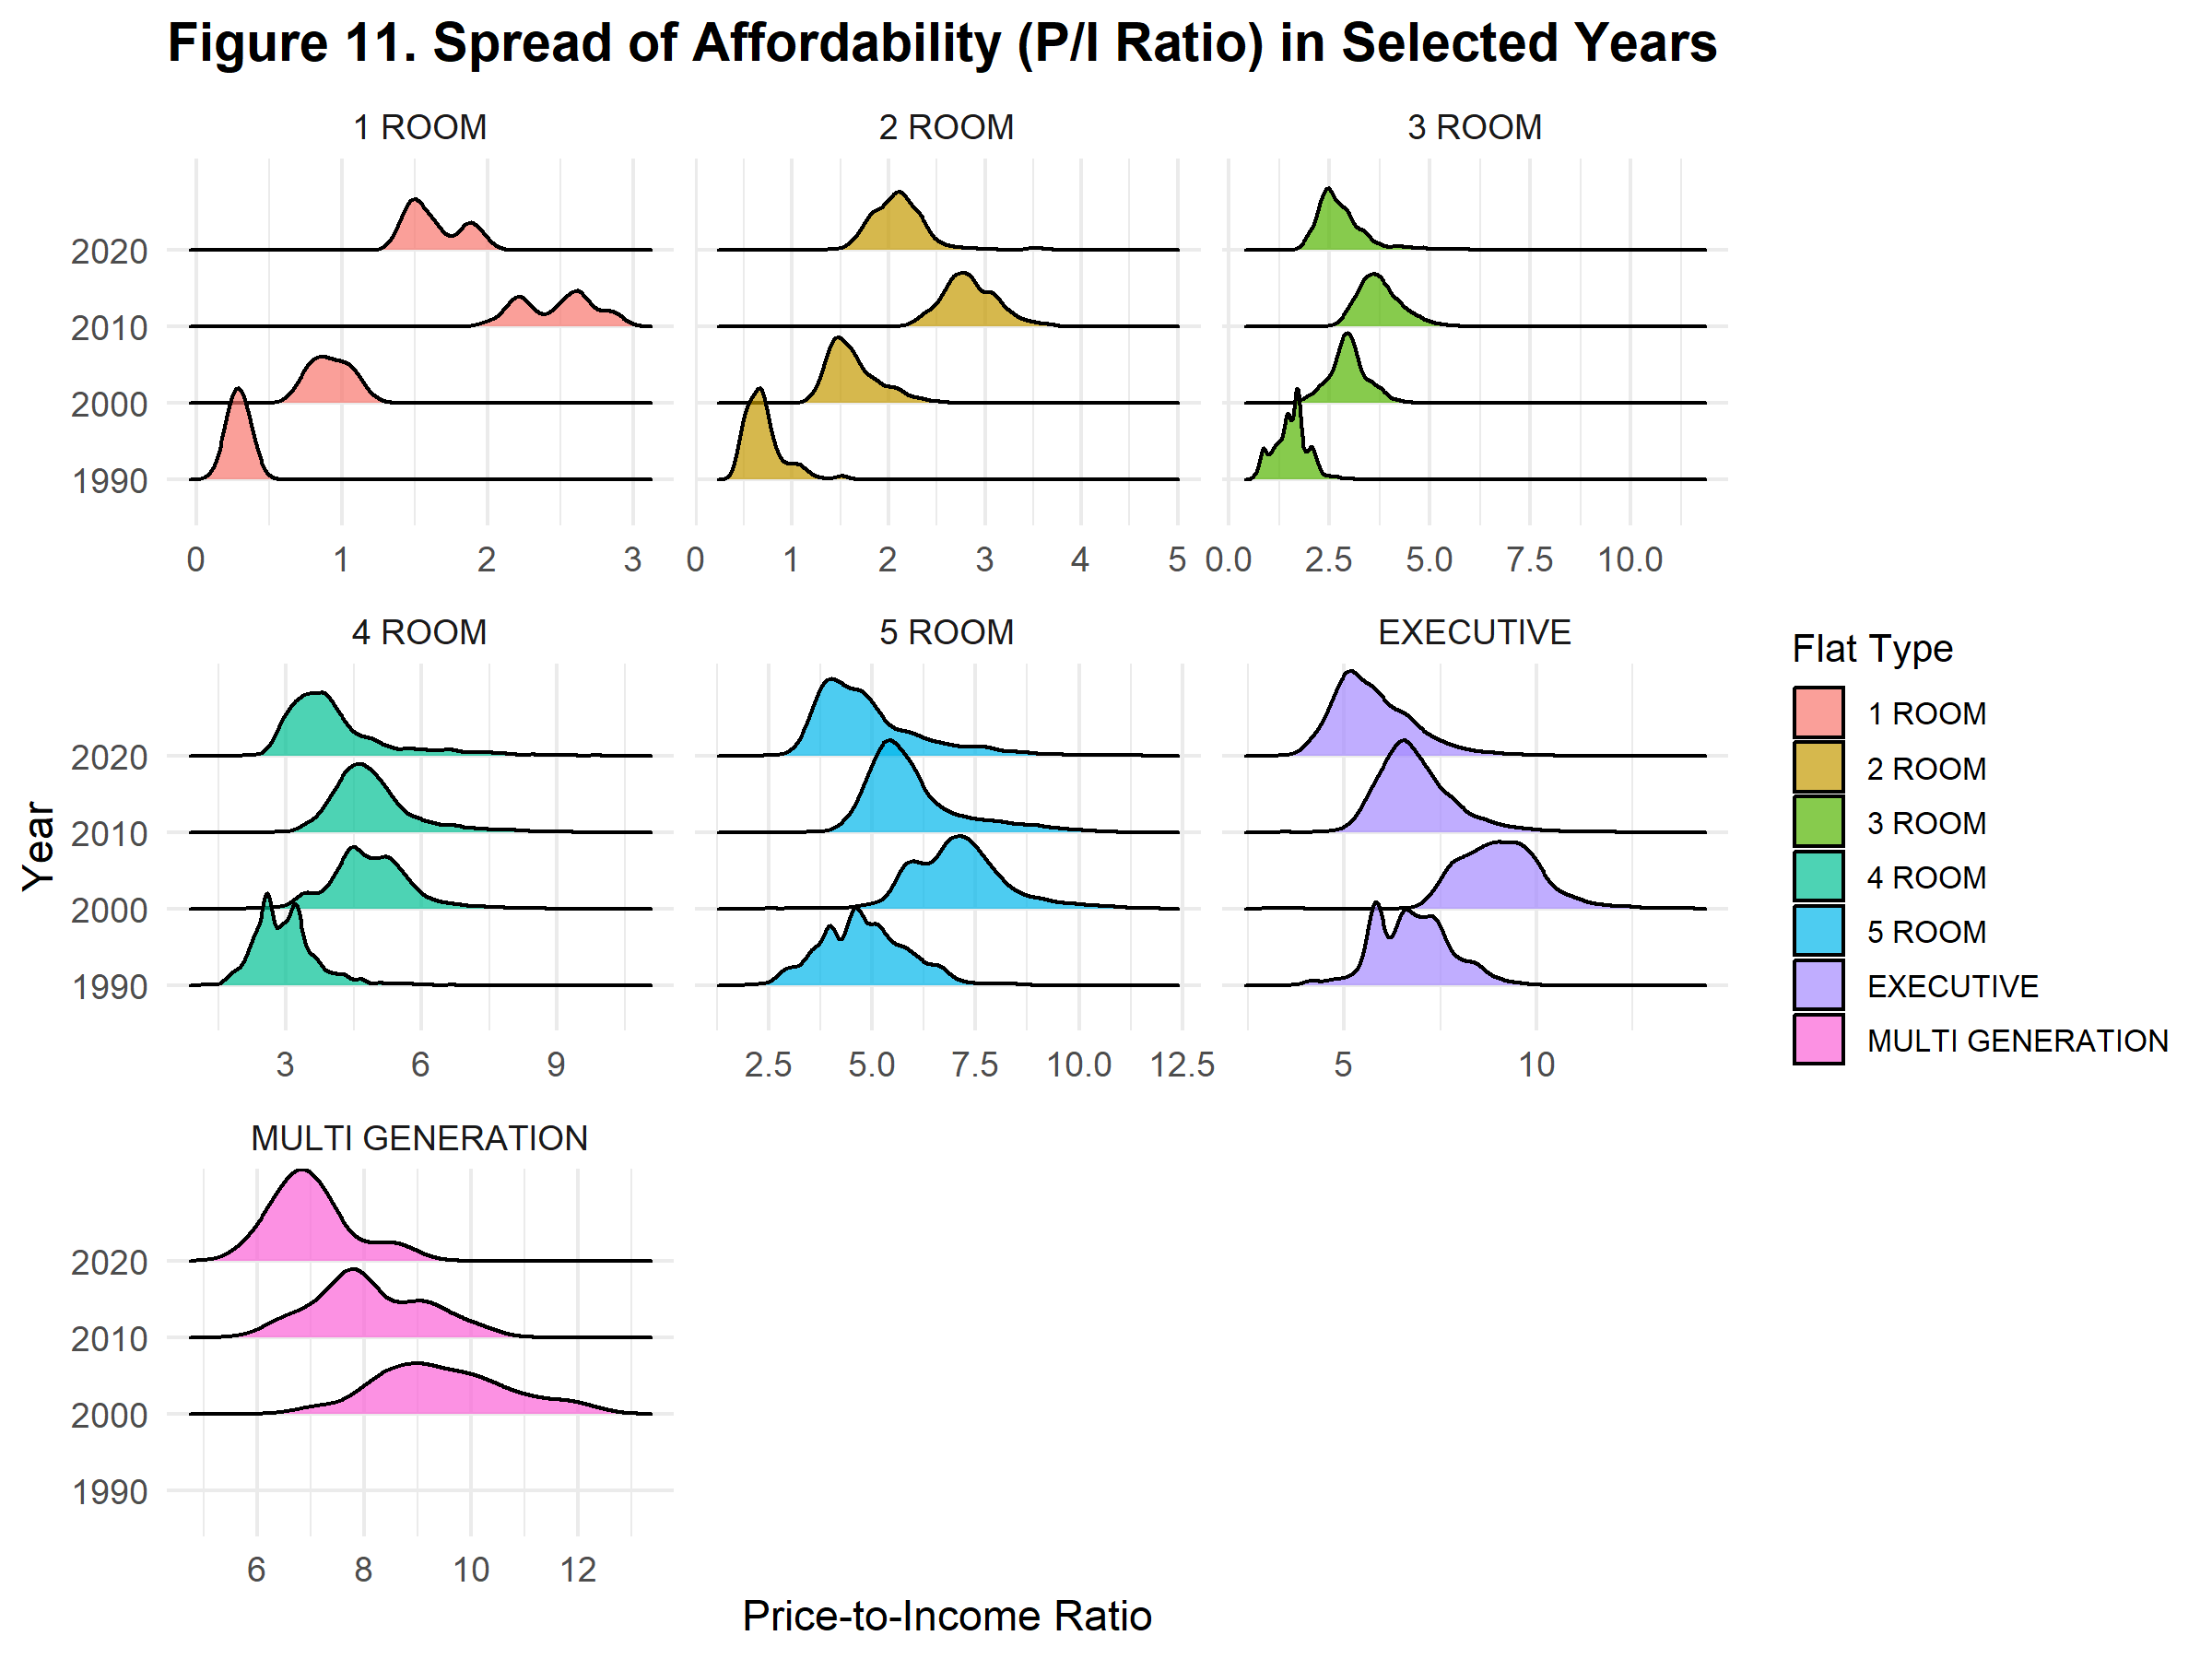 Figure 11. Spread of Affordability (P/I Ratio) in Selected Years
1 ROOM
2 ROOM
3 ROOM
2020
2010
2000
1990
0 1 2 3
0 1 2 3 4 5
0.0 2.5 5.0 7.5 10.0
4 ROOM
5 ROOM
EXECUTIVE
2020
2010
2000
1990
3 6 9
2.5 5.0 7.5 10.0 12.5
5 10
MULTI GENERATION
2020
2010
2000
1990
6 8 10 12
Year
Price-to-Income Ratio
Flat Type
1 ROOM
2 ROOM
3 ROOM
4 ROOM
5 ROOM
EXECUTIVE
MULTI GENERATION